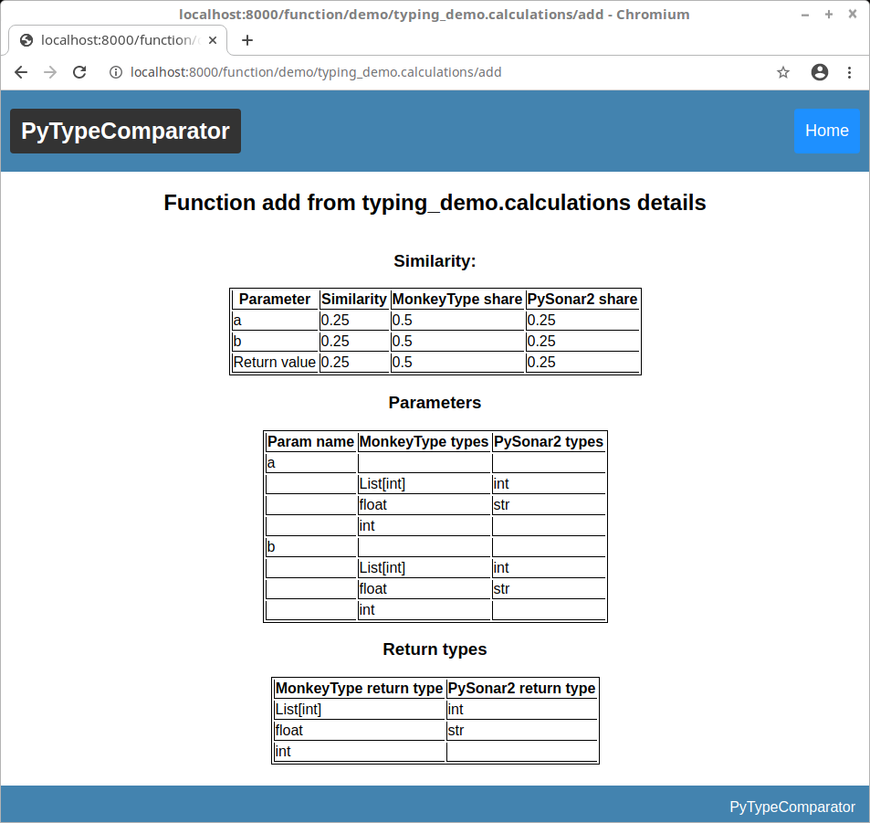 localhost:8000/function/demo/typing_demo.calculations/add - Chromium
localhost:8000/function/
localhost:8000/function/demo/typing_demo.calculations/add
PyTypeComparator
Home
Function add from typing_demo.calculations details
Similarity:
Parameter Similarity MonkeyType share PySonar2 share
a 0.25 0.5 0.25
b 0.25 0.5 0.25
Return value 0.25 0.5 0.25
Parameters
Param name MonkeyType types PySonar2 types
a
List[int] int
float str
int
b
List[int] int
float str
int
Return types
MonkeyType return type PySonar2 return type
List[int] int
float str
int
PyTypeComparator